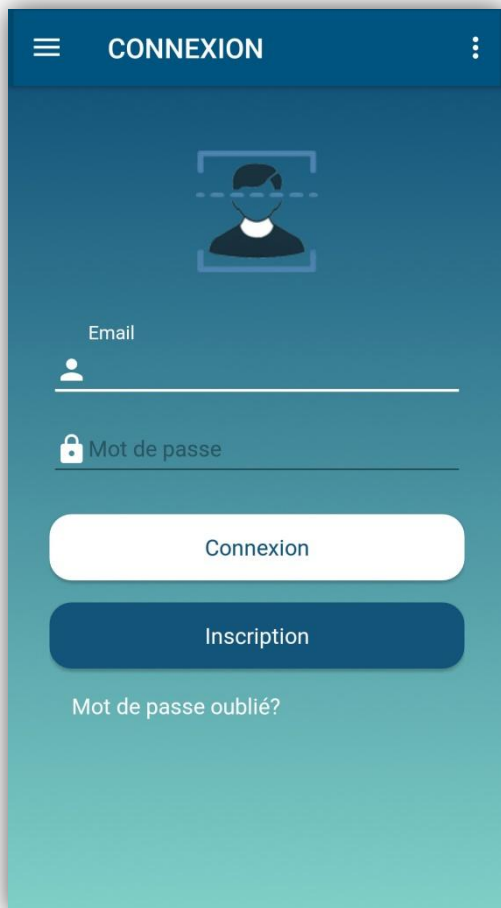 CONNEXION
Email
Mot de passe
Connexion
Inscription
Mot de passe oublié?